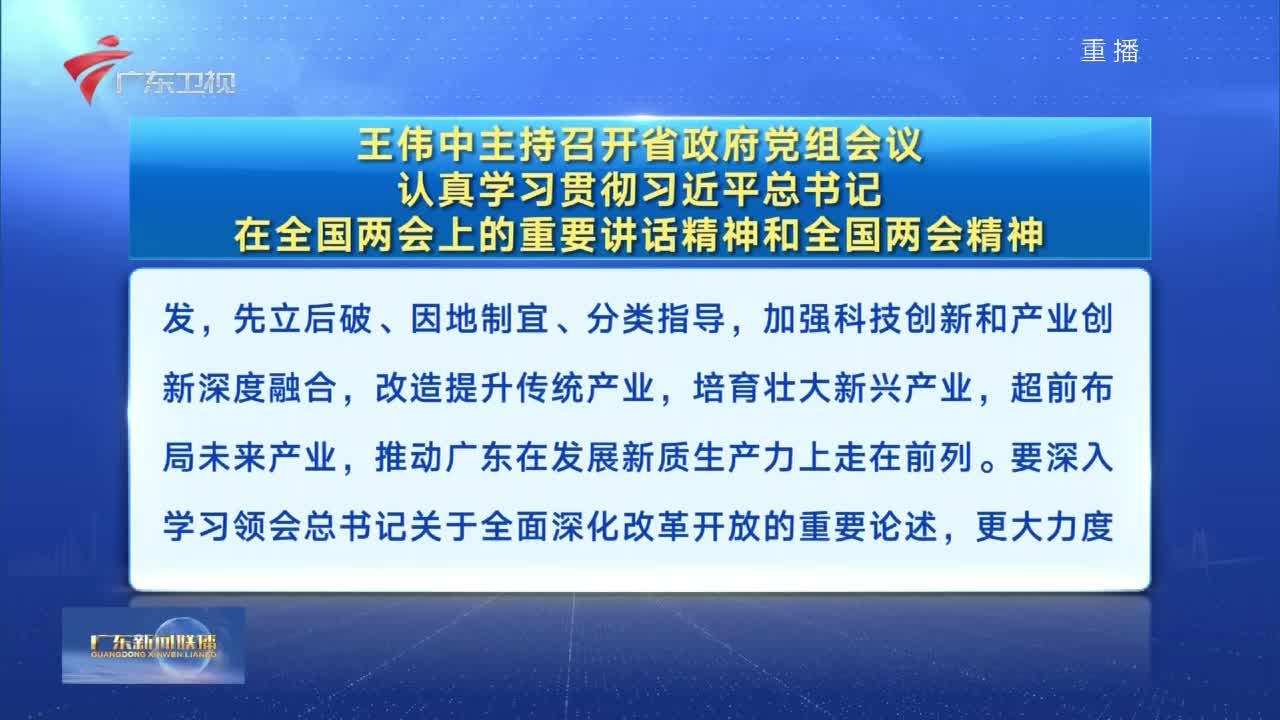 广东卫视
重播
王伟中主持召开省政府党组会议
认真学习贯彻习近平总书记
在全国两会上的重要讲话精神和全国两会精神
发，先立后破、因地制宜、分类指导，加强科技创新和产业创
新深度融合，改造提升传统产业，培育壮大新兴产业，超前布
局未来产业，推动广东在发展新质生产力上走在前列。要深入
学习领会总书记关于全面深化改革开放的重要论述，更大力度
广东新闻联播
GUANGDONG XINWEN LIANBO